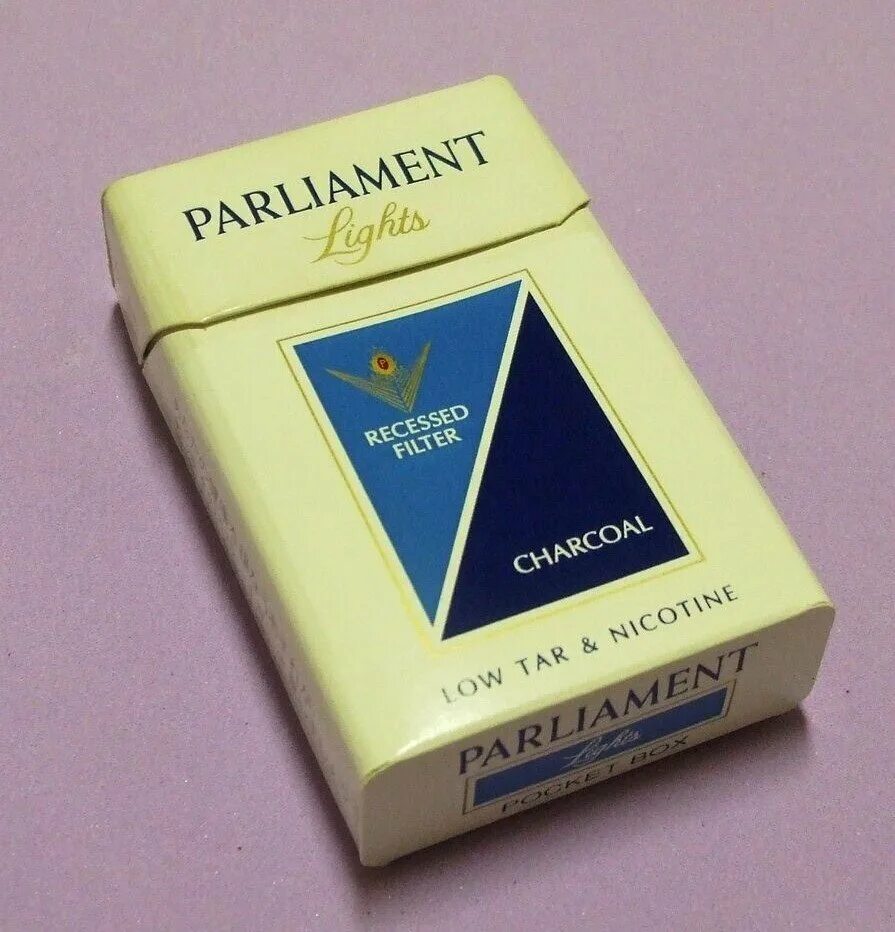 PARLIAMENT
Lights
RECESSED
FILTER
CHARCOAL
LOW TAR & NICOTINE
PARLIAMENT
Lights
POCKET BOX